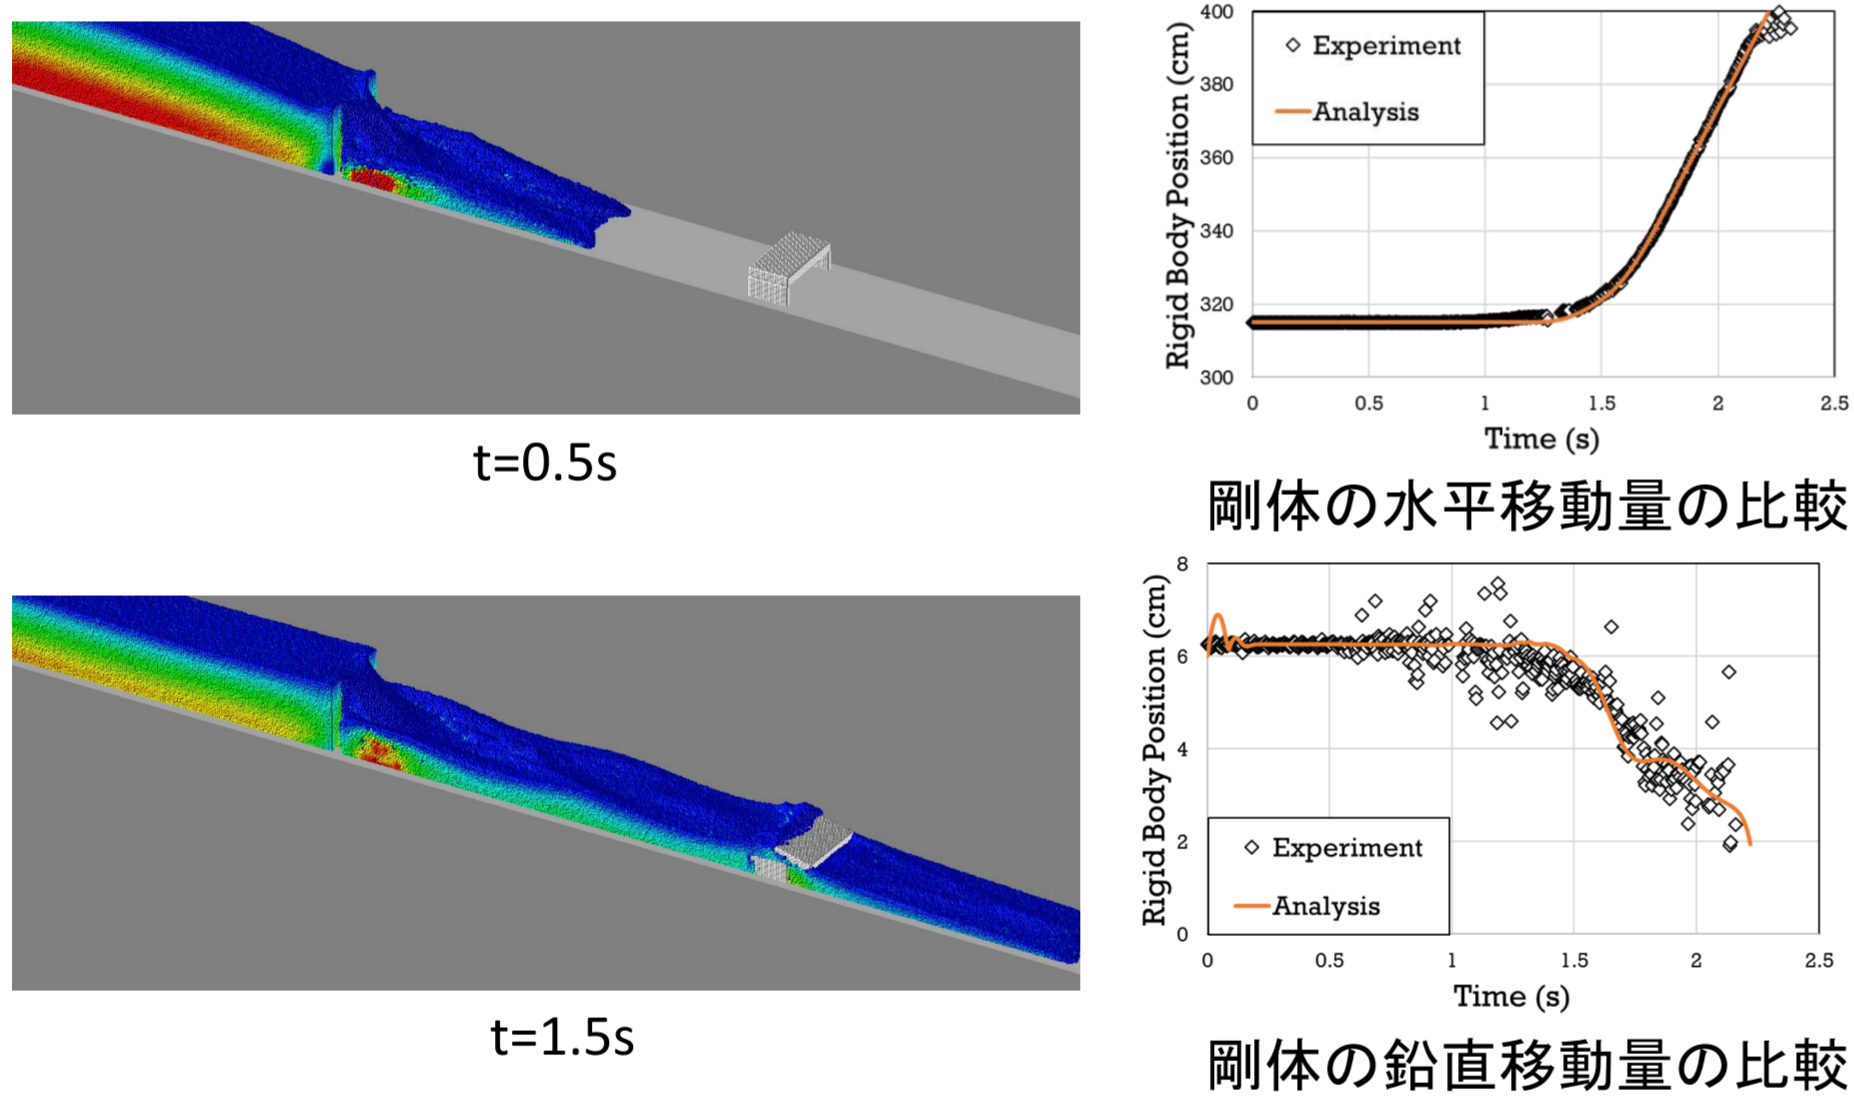 t=0.5s
400
380
360
340
320
300
Rigid Body Position (cm)
Experiment
Analysis
0
0.5
1
1.5
2
2.5
Time (s)
剛体の水平移動量の比較
t=1.5s
8
6
4
2
0
Rigid Body Position (cm)
Experiment
Analysis
0
0.5
1
1.5
2
2.5
Time (s)
剛体の鉛直移動量の比較